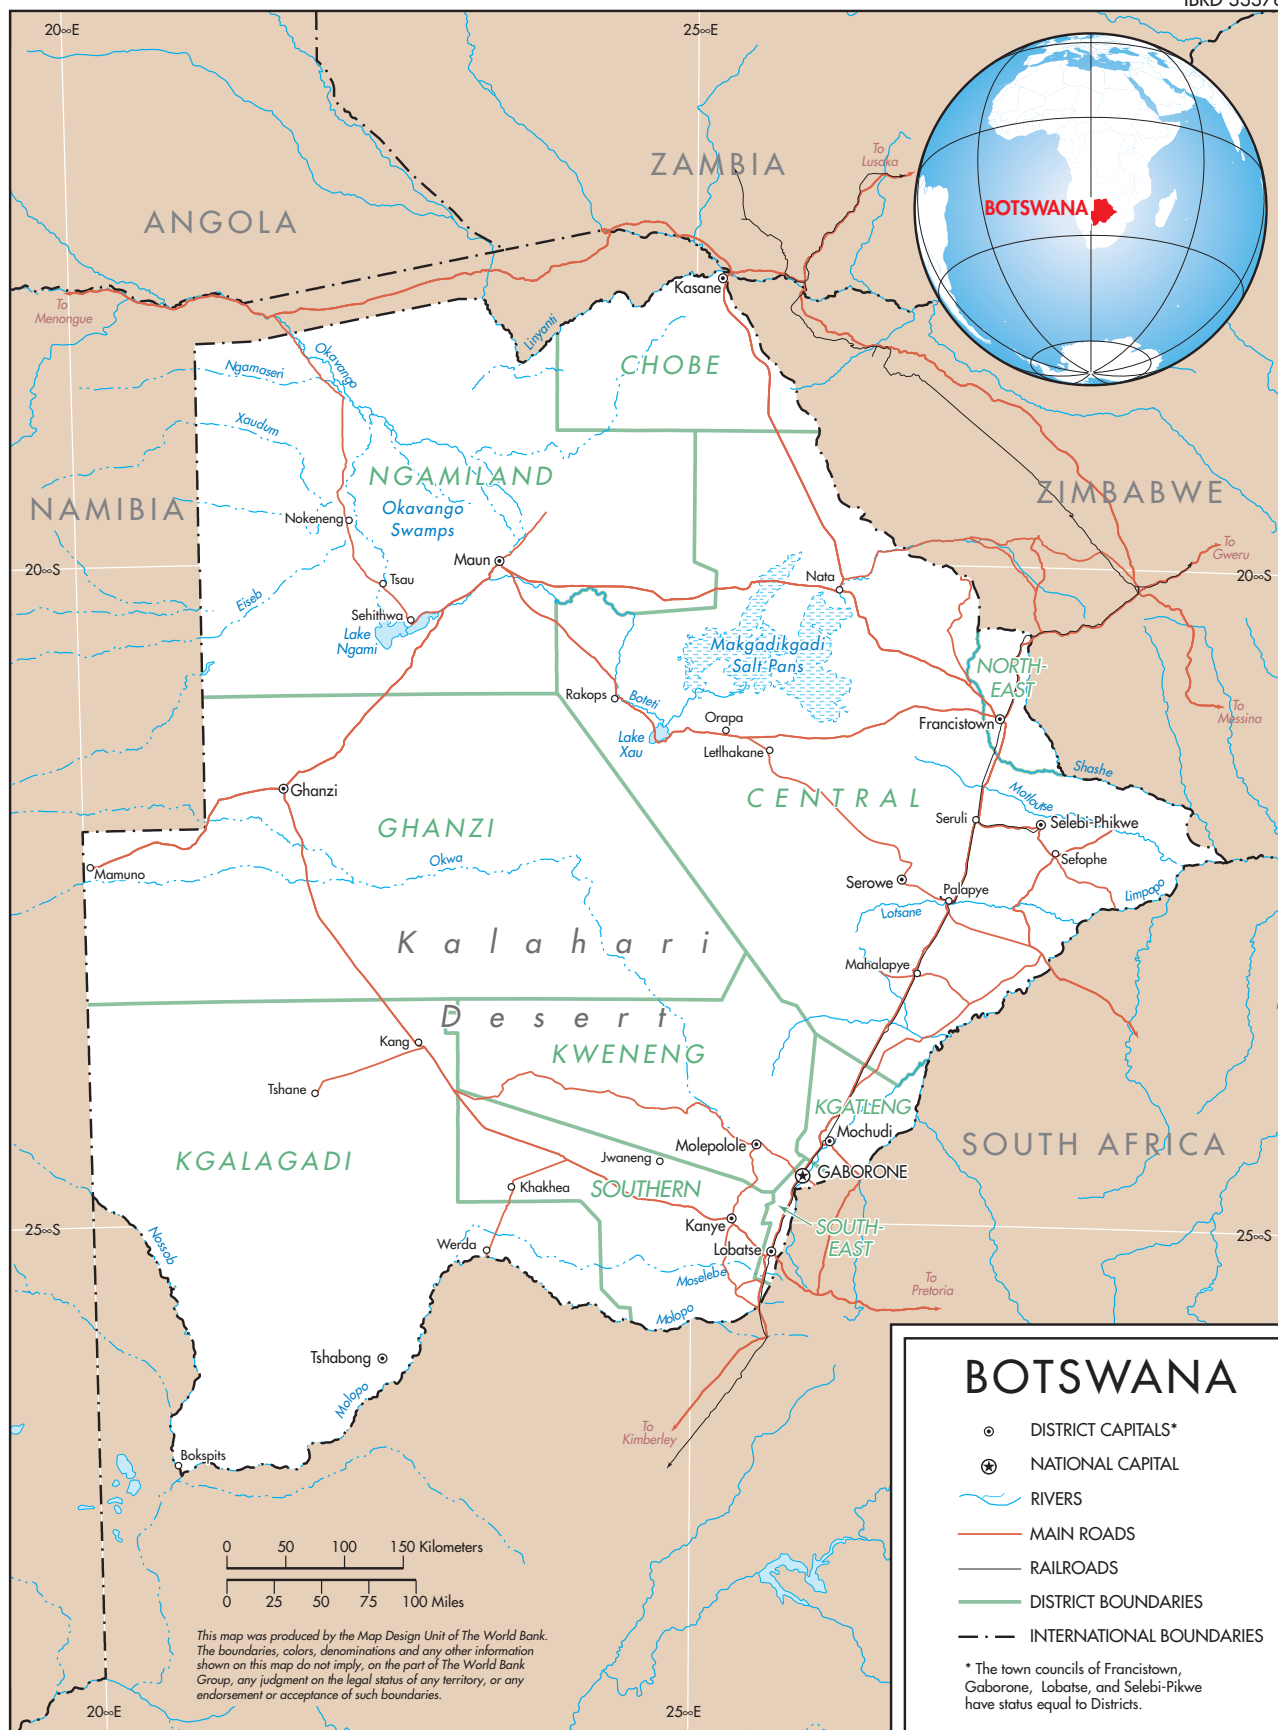 IBRD 33376
20∞E
25∞E
ZAMBIA
To
Lusaka
ANGOLA
BOTSWANA
Kasane
To
Menongue
Linyanti
Okavango
Ngamaseri
CHOBE
Xaudum
NGAMILAND
NAMIBIA
Okavango
Swamps
ZIMBABWE
Nokeneng
To
Gweru
Maun
20∞S
20∞S
Tsau
Nata
Eiseb
Sehithwa
Lake
Ngami
Makgadikgadi
Salt Pans
NORTH-
EAST
Rakops
Boteti
To
Messina
Orapa
Francistown
Lake
Xau
Letlhakane
Shashe
Ghanzi
CENTRAL
Motloutse
GHANZI
Seruli
Selebi-Phikwe
Okwa
Sefophe
Mamuno
Serowe
Palapye
Limpopo
Lotsane
Kalahari
Mahalapye
Desert
Kang
KWENENG
Tshane
KGATLENG
Mochudi
Molepolole
SOUTH AFRICA
Jwaneng
KGALAGADI
GABORONE
Khakhea
SOUTHERN
Kanye
SOUTH-
EAST
25∞S
25∞S
Nossob
Werda
Lobatse
Moselebe
To
Pretoria
Molopo
Tshabong
Molopo
To
Kimberley
Bokspits
BOTSWANA
DISTRICT CAPITALS*
NATIONAL CAPITAL
RIVERS
MAIN ROADS
RAILROADS
DISTRICT BOUNDARIES
INTERNATIONAL BOUNDARIES
* The town councils of Francistown,
Gaborone, Lobatse, and Selebi-Pikwe
have status equal to Districts.
0 50 100 150 Kilometers
0 25 50 75 100 Miles
This map was produced by the Map Design Unit of The World Bank.
The boundaries, colors, denominations and any other information
shown on this map do not imply, on the part of The World Bank
Group, any judgment on the legal status of any territory, or any
endorsement or acceptance of such boundaries.
20∞E
25∞E